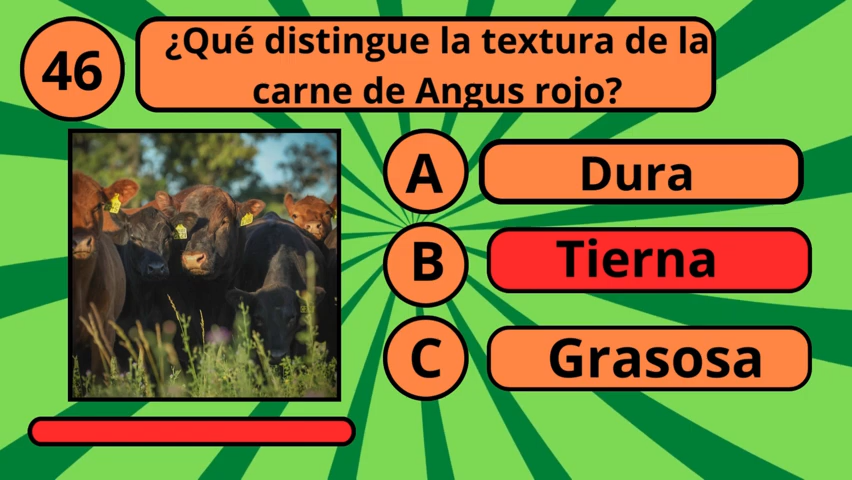 46
¿Qué distingue la textura de la
carne de Angus rojo?
A
Dura
B
Tierna
C
Grasosa